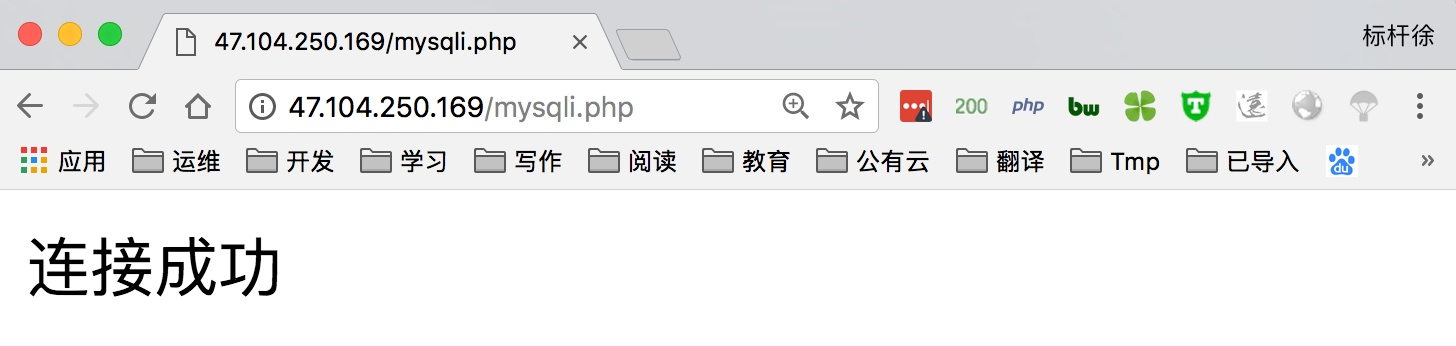 47.104.250.169/mysqli.php
标杆徐
47.104.250.169/mysqli.php
200 php bw T 遠
应用 运维 开发 学习 写作 阅读 教育 公有云 翻译 Tmp 已导入 du »
连接成功